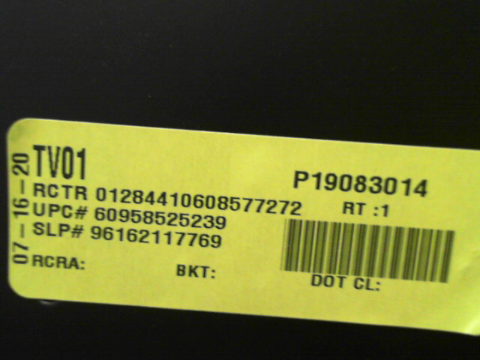 07-16-20
TV01
P19083014
RCTR 01284410608577272
RT :1
UPC# 60958525239
SLP# 96162117769
RCRA:
BKT:
DOT CL: